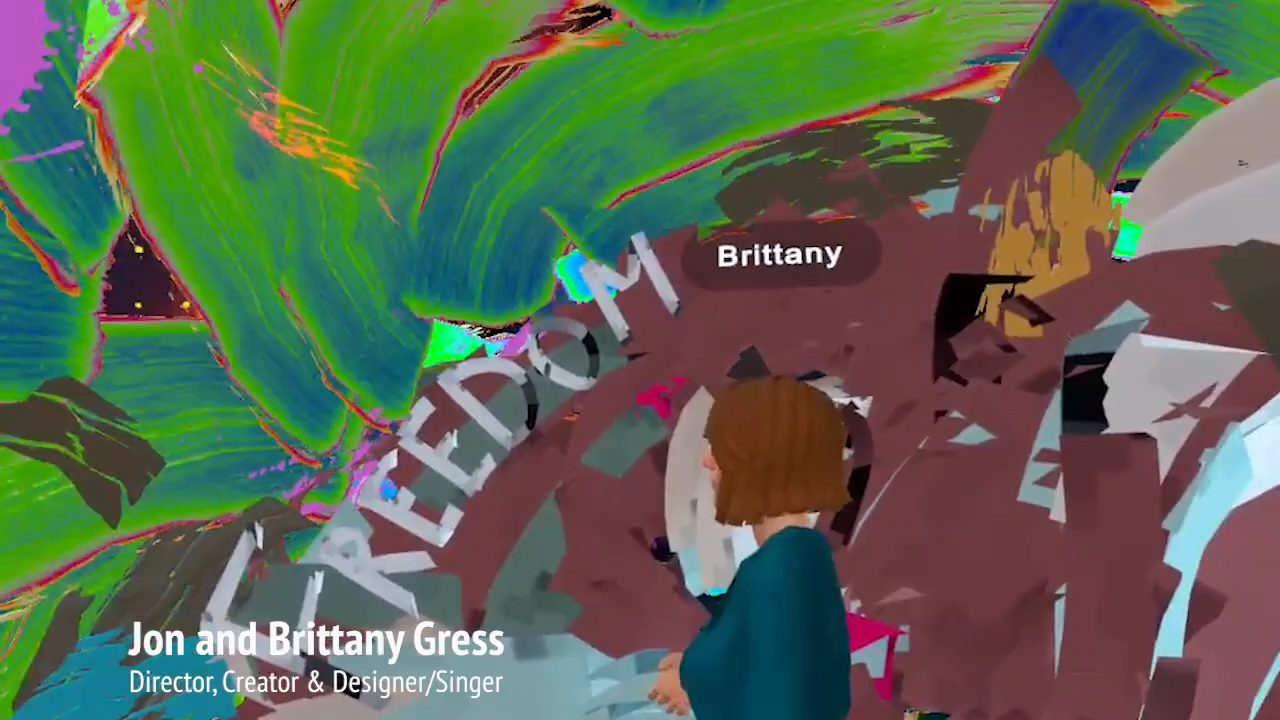 Brittany
FREEDOM
Jon and Brittany Gress
Director, Creator & Designer/Singer